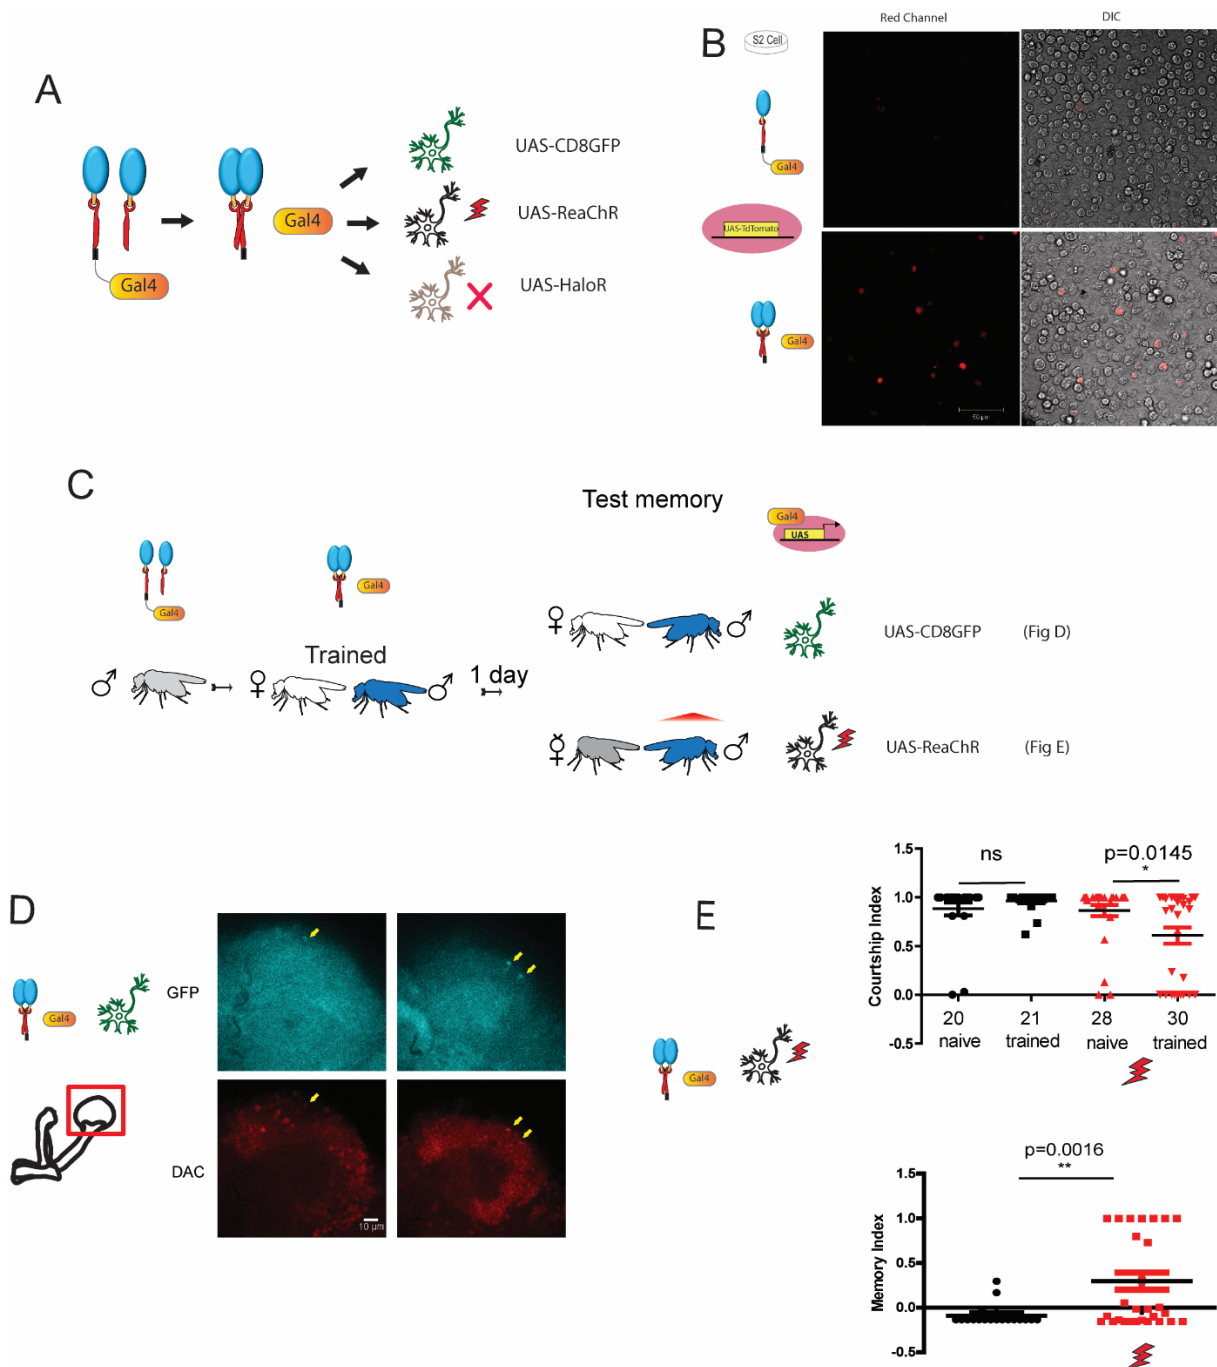 A
Gal4
Gal4
UAS-CD8GFP
UAS-ReaChR
UAS-HaloR
B
Red Channel
DIC
S2 Cell
Gal4
UAS-TdTomato
Gal4
50 µm
C
Test memory
Gal4
UAS
Gal4
Gal4
♀
♂
UAS-CD8GFP
(Fig D)
♂
♀
Trained
♂
1 day
♂
UAS-ReaChR
(Fig E)
D
GFP
Gal4
DAC
10 µm
E
Gal4
Courtship Index
1.5
1.0
0.5
0.0
-0.5
ns
p=0.0145
*
20
21
28
30
naive
trained
naive
trained
Memory Index
1.5
1.0
0.5
0.0
-0.5
p=0.0016
**